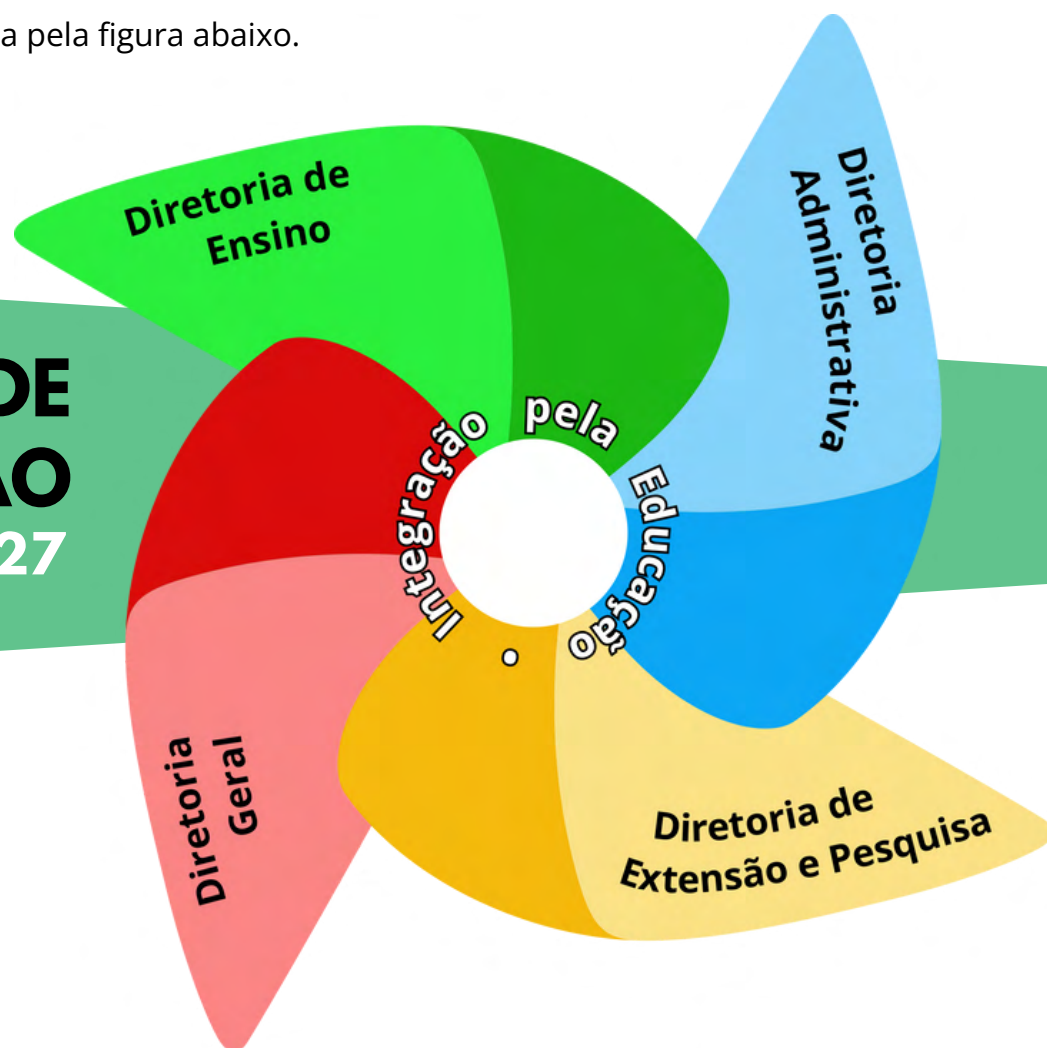 a pela figura abaixo.
Diretoria de
Ensino
Diretoria
Administrativa
DE
ÃO
27
Integração pela Educação •
Diretoria
Geral
Diretoria de
Extensão e Pesquisa